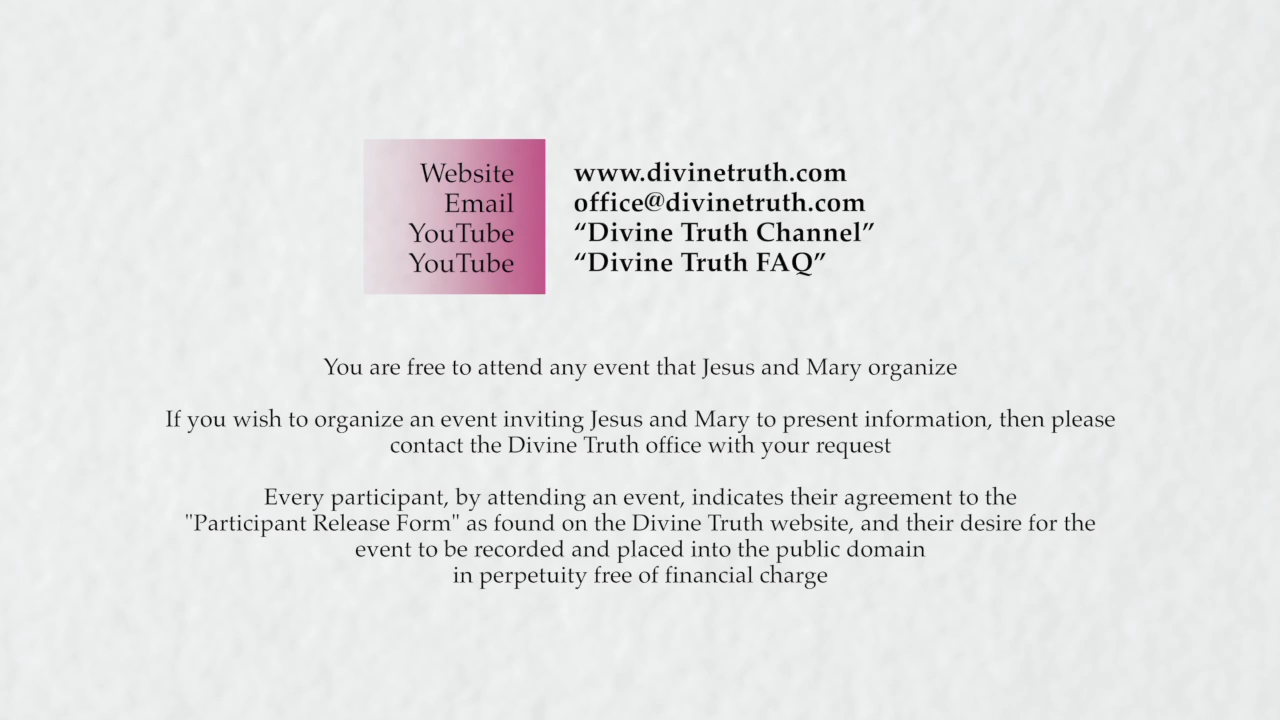 Website www.divinetruth.com
Email office@divinetruth.com
YouTube “Divine Truth Channel”
YouTube “Divine Truth FAQ”
You are free to attend any event that Jesus and Mary organize
If you wish to organize an event inviting Jesus and Mary to present information, then please
contact the Divine Truth office with your request
Every participant, by attending an event, indicates their agreement to the
"Participant Release Form" as found on the Divine Truth website, and their desire for the
event to be recorded and placed into the public domain
in perpetuity free of financial charge